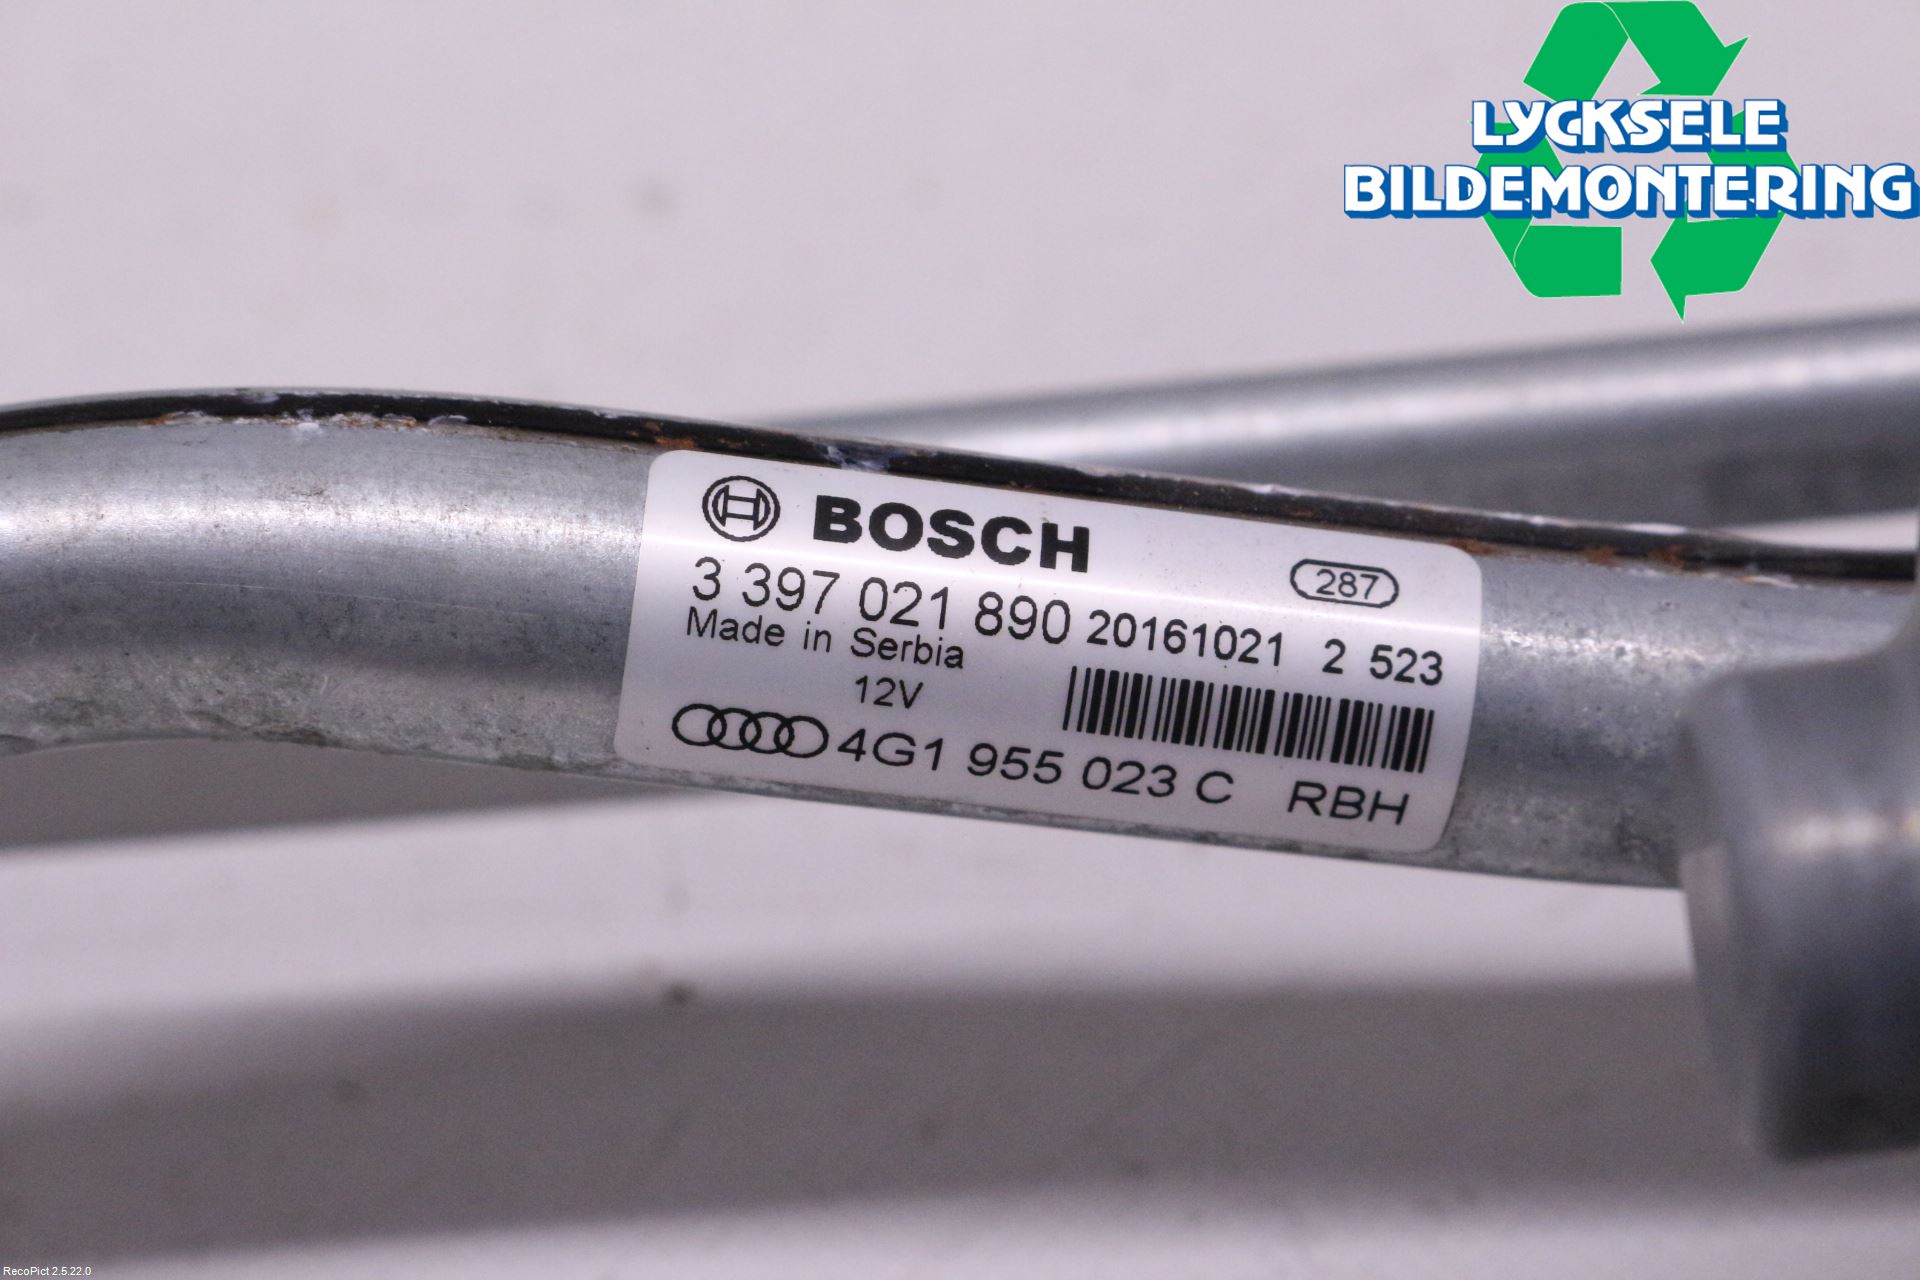 LYCKSELE
BILDEMONTERING
BOSCH
287
3 397 021 890 20161021 2 523
Made in Serbia
12V
4G1 955 023 C RBH
RecoPict 2.5.22.0